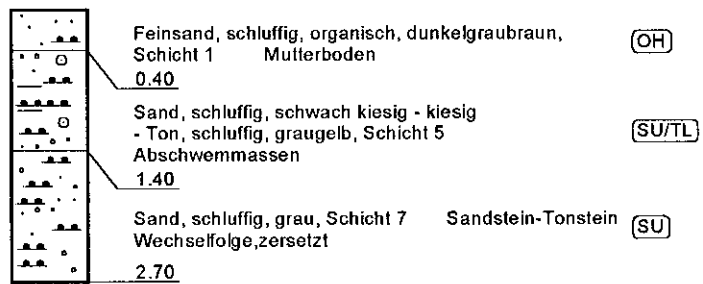 Feinsand, schluffig, organisch, dunkelgraubraun, OH
Schicht 1 Mutterboden
0.40
Sand, schluffig, schwach kiesig - kiesig
- Ton, schluffig, graugelb, Schicht 5 SU/TL
Abschwemmassen
1.40
Sand, schluffig, grau, Schicht 7 Sandstein-Tonstein SU
Wechselfolge,zersetzt
2.70